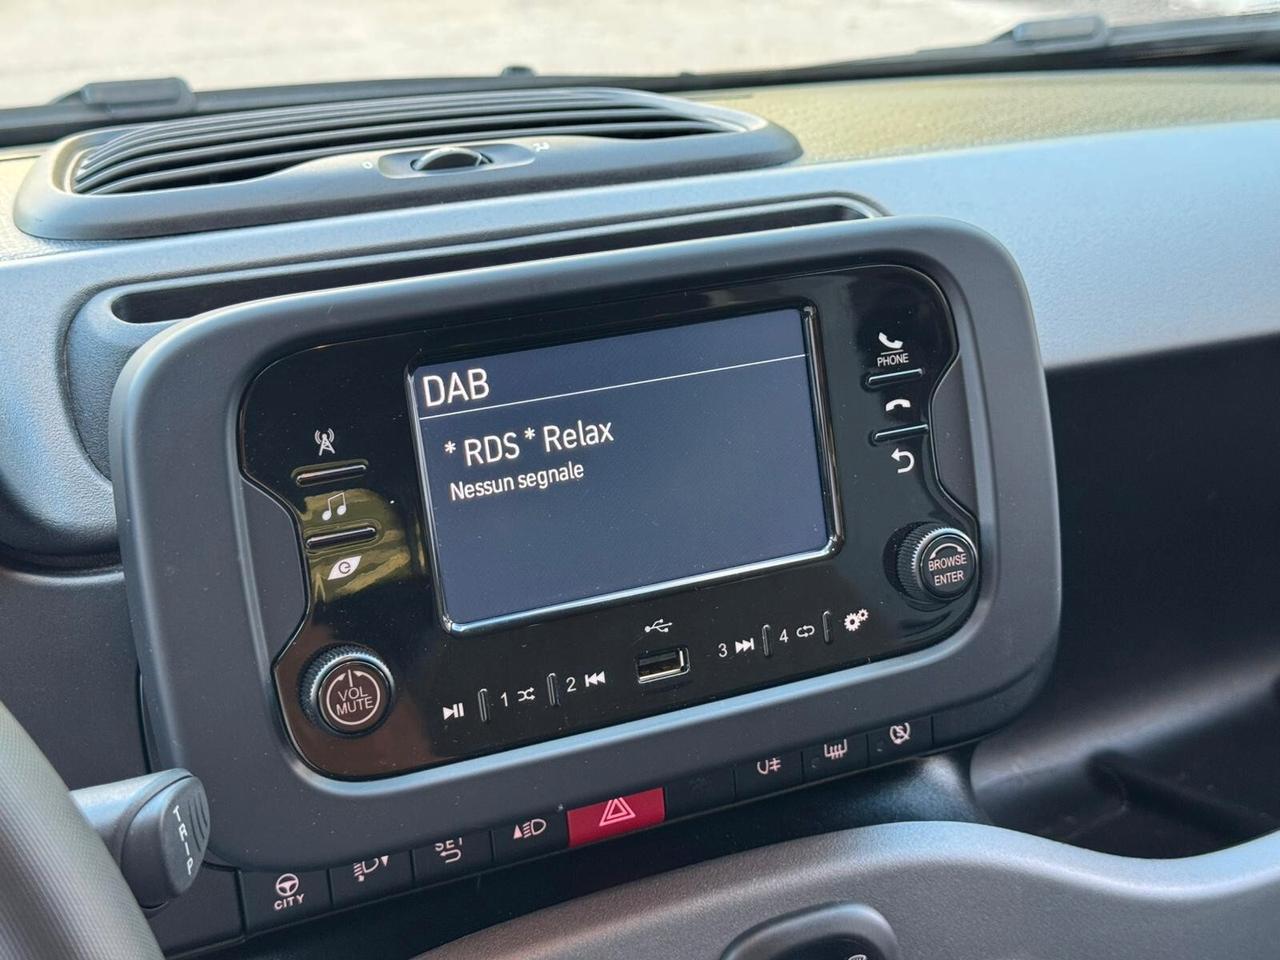 DAB
* RDS * Relax
Nessun segnale
PHONE
BROWSE
ENTER
VOL
MUTE
1
2
3
4
TRIP
CITY
SET